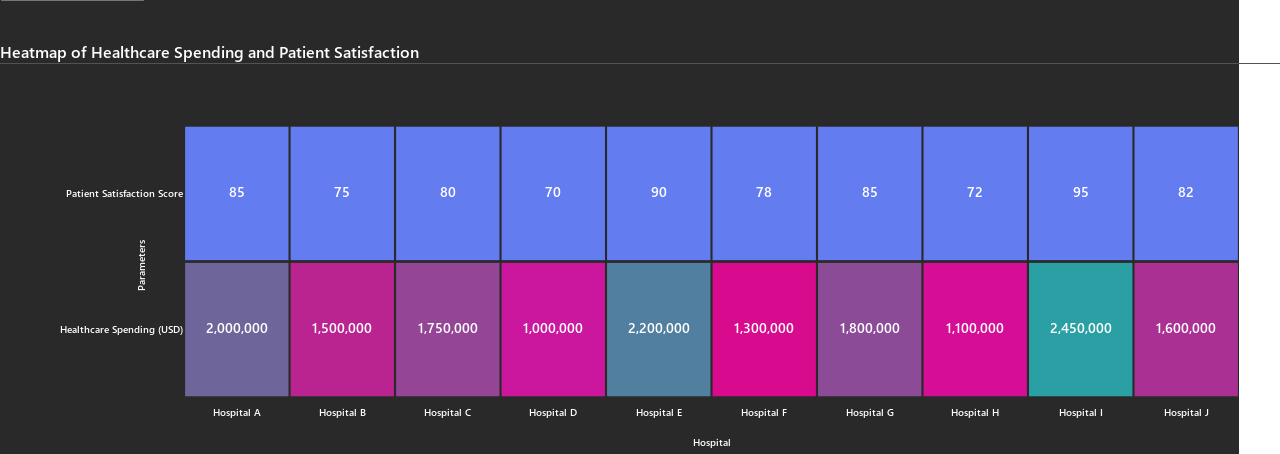 Heatmap of Healthcare Spending and Patient Satisfaction
Patient Satisfaction Score 85 75 80 70 90 78 85 72 95 82
Parameters
Healthcare Spending (USD) 2,000,000 1,500,000 1,750,000 1,000,000 2,200,000 1,300,000 1,800,000 1,100,000 2,450,000 1,600,000
Hospital A Hospital B Hospital C Hospital D Hospital E Hospital F Hospital G Hospital H Hospital I Hospital J
Hospital